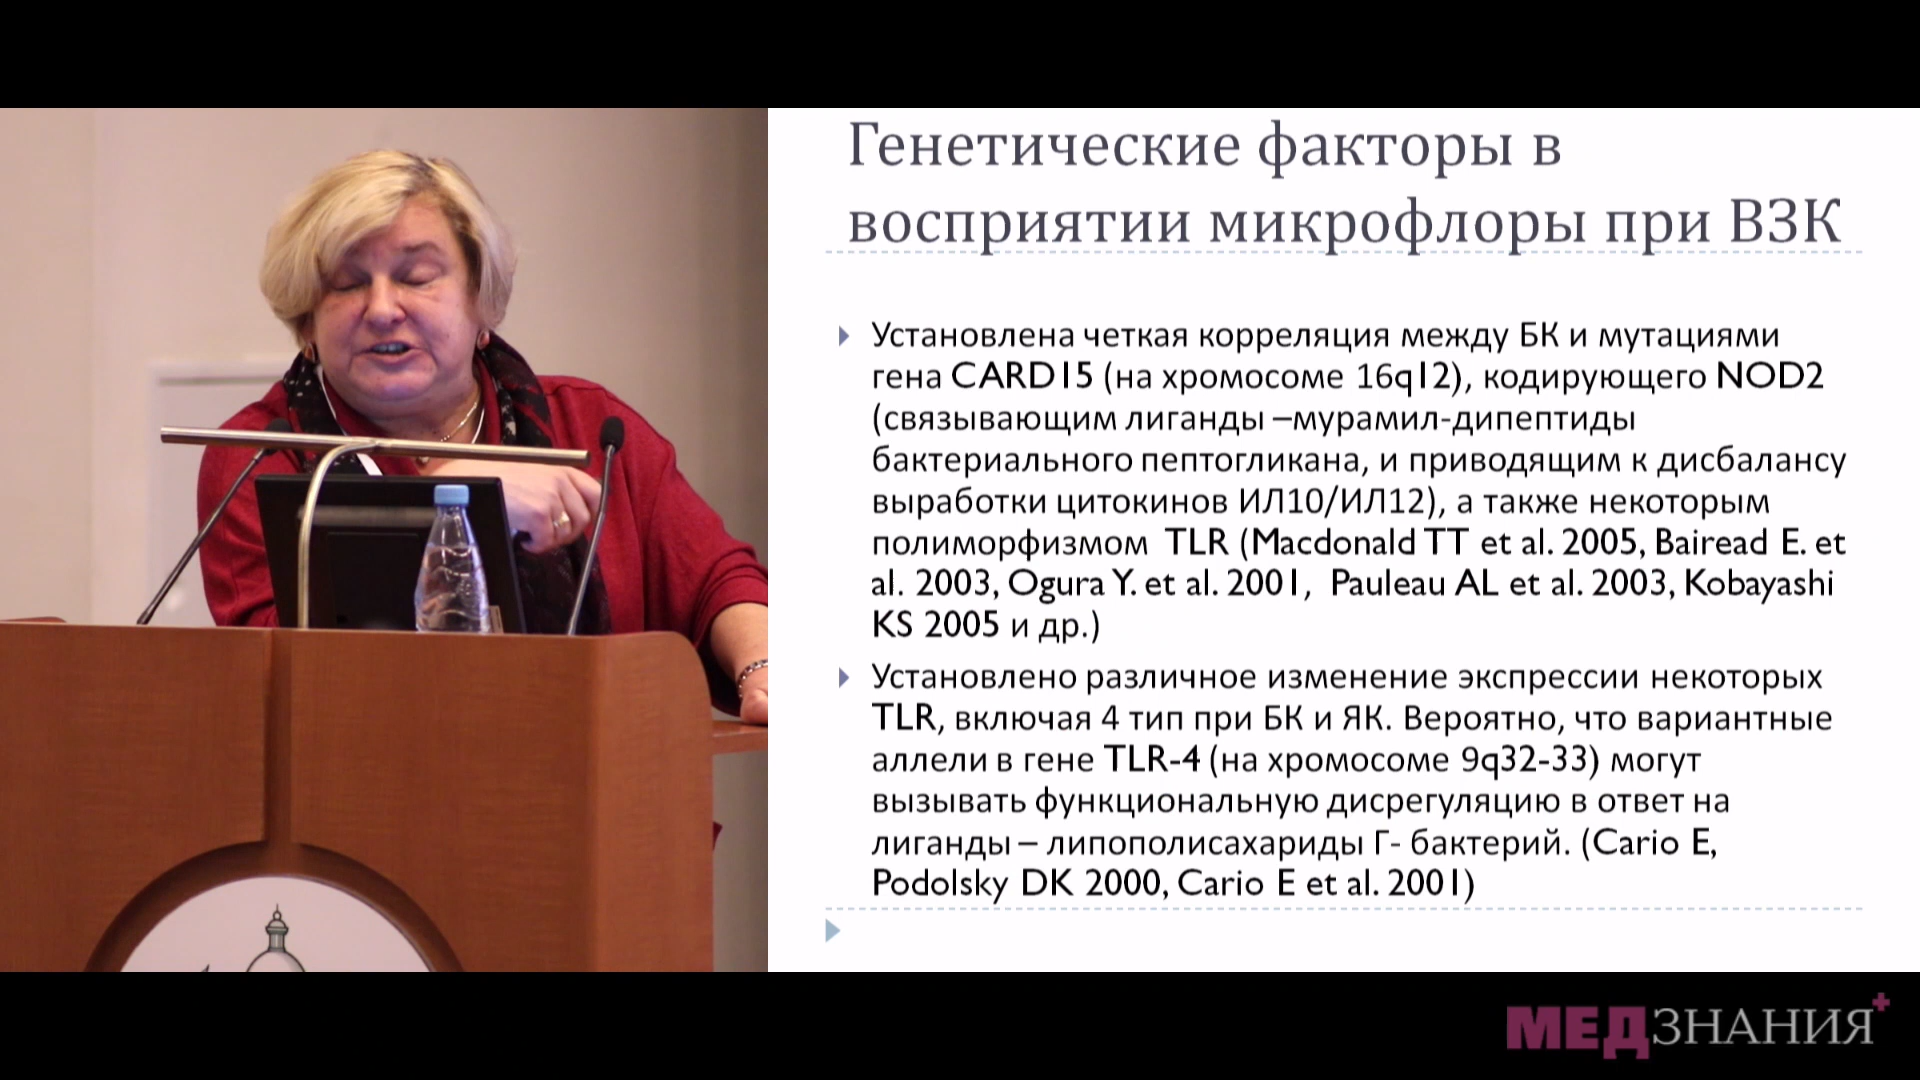 Генетические факторы в
восприятии микрофлоры при ВЗК
Установлена четкая корреляция между БК и мутациями
гена CARD15 (на хромосоме 16q12), кодирующего NOD2
(связывающим лиганды –мурамил-дипептиды
бактериального пептогликана, и приводящим к дисбалансу
выработки цитокинов ИЛ10/ИЛ12), а также некоторым
полиморфизмом TLR (Macdonald TT et al. 2005, Bairead E. et
al. 2003, Ogura Y. et al. 2001, Pauleau AL et al. 2003, Kobayashi
KS 2005 и др.)
Установлено различное изменение экспрессии некоторых
TLR, включая 4 тип при БК и ЯК. Вероятно, что вариантные
аллели в гене TLR-4 (на хромосоме 9q32-33) могут
вызывать функциональную дисрегуляцию в ответ на
лиганды – липополисахариды Г- бактерий. (Cario E,
Podolsky DK 2000, Cario E et al. 2001)
МЕДЗНАНИЯ+